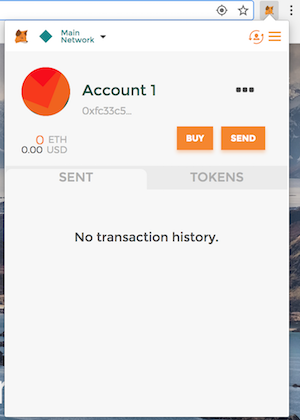 Main
Network
Account 1
0xfc33c5...
0 ETH
0.00 USD
BUY
SEND
SENT
TOKENS
No transaction history.